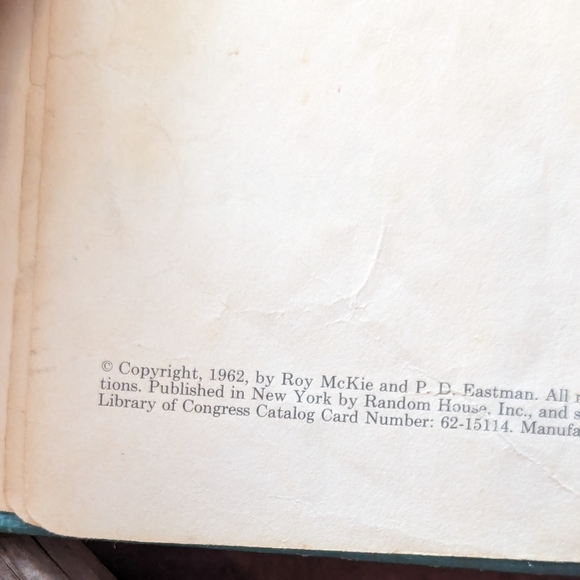 © Copyright, 1962, by Roy McKie and P. D. Eastman. All
tions. Published in New York by Random House, Inc., and
Library of Congress Catalog Card Number: 62-15114. Manufa